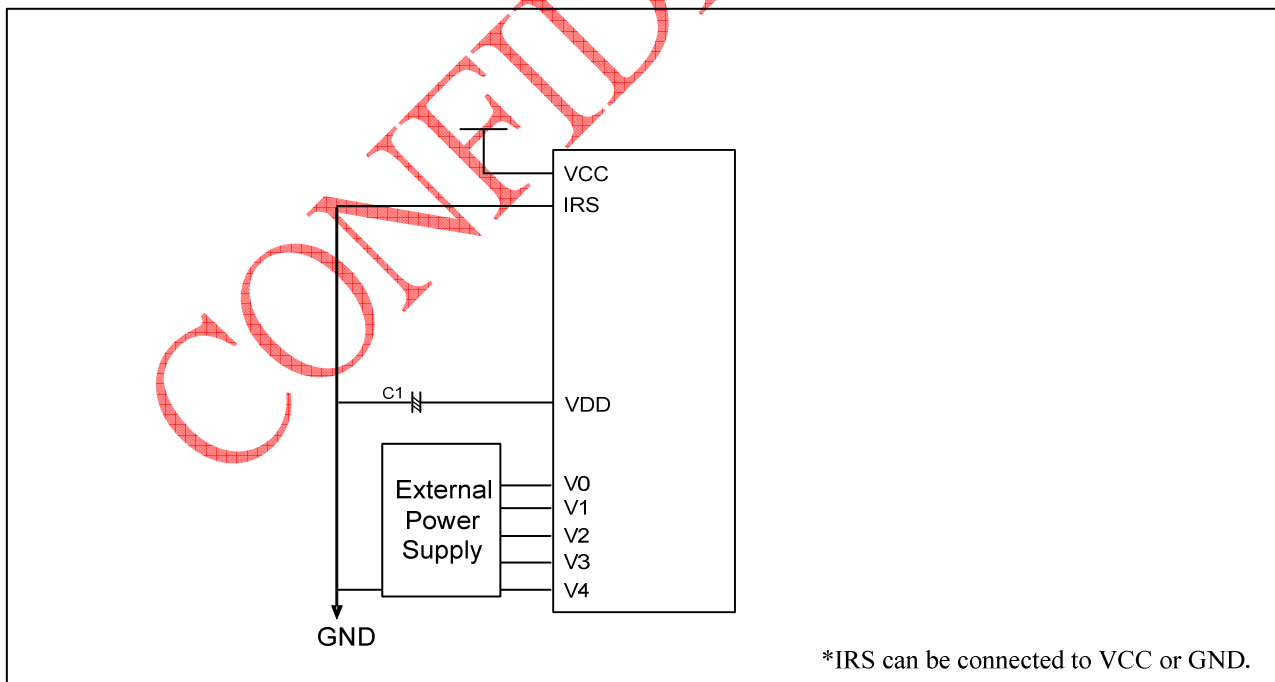 CONFID
VCC
IRS
C1
VDD
External
Power
Supply
V0
V1
V2
V3
V4
GND
*IRS can be connected to VCC or GND.